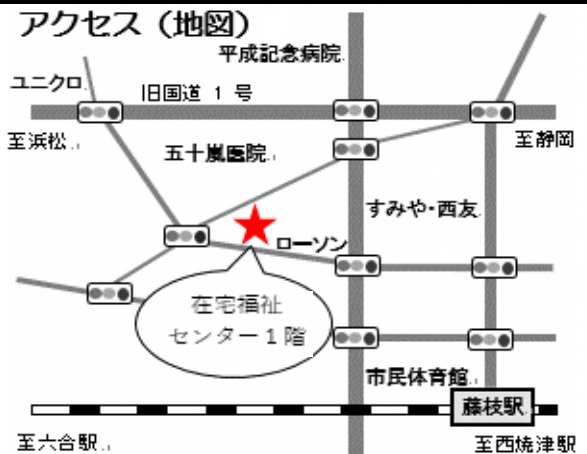 アクセス（地図）
平成記念病院
ユニクロ
旧国道 1 号
至浜松
至静岡
五十嵐医院
すみや・西友
ローソン
在宅福祉
センター１階
市民体育館
藤枝駅
至六合駅
至西焼津駅